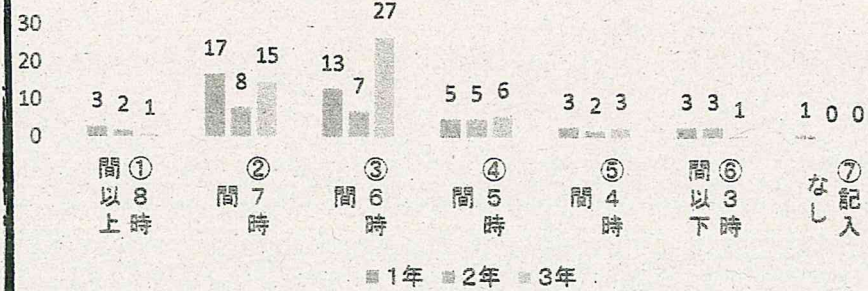 30
20
10
0
3 2 1
17 8 15
13 7 27
5 5 6
3 2 3
3 3 1
1 0 0
①8時間以上
②7時間
③6時間
④5時間
⑤4時間
⑥3時間以下
⑦記入なし
1年 2年 3年